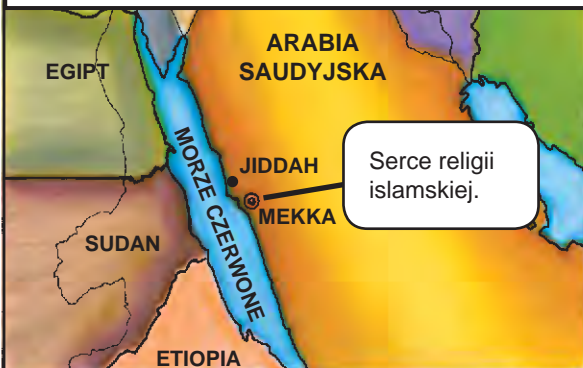 ARABIA
SAUDYJSKA
EGIPT
Serce religii
islamskiej.
JIDDAH
MEKKA
MORZE CZERWONE
SUDAN
ETIOPIA